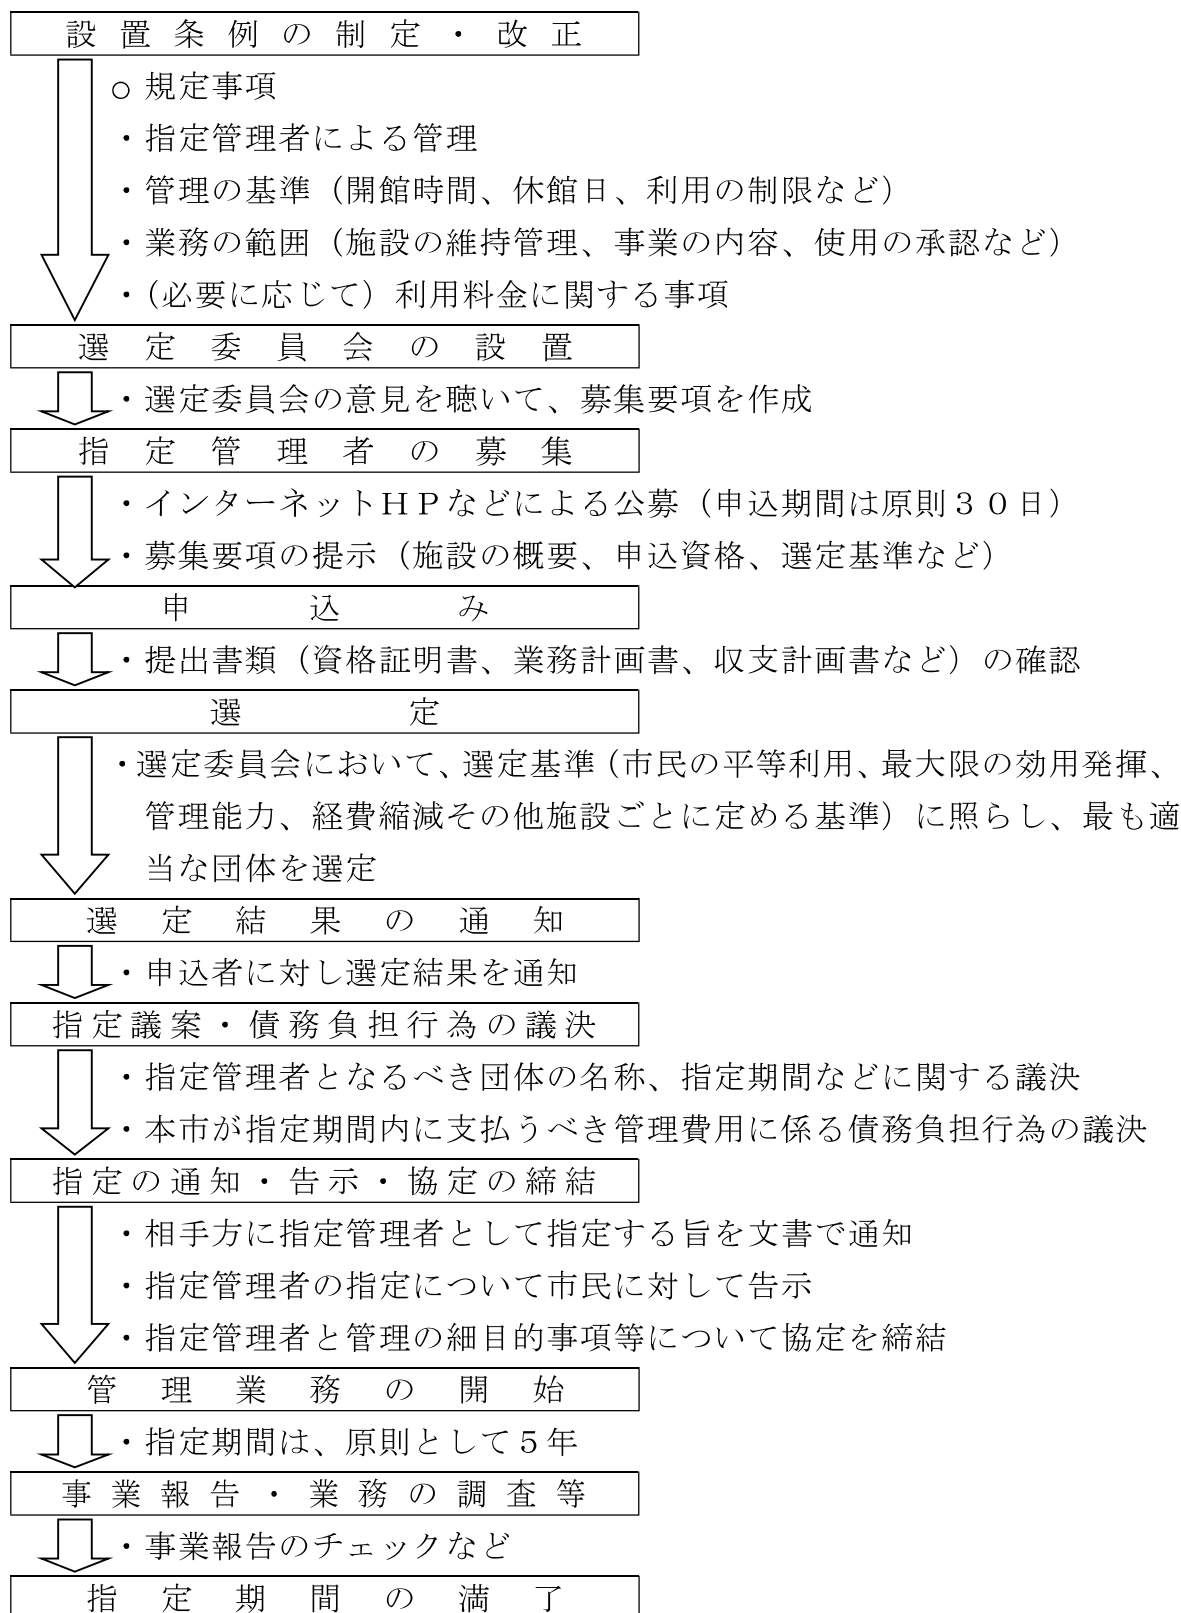 設置条例の制定・改正
○ 規定事項
・指定管理者による管理
・管理の基準（開館時間、休館日、利用の制限など）
・業務の範囲（施設の維持管理、事業の内容、使用の承認など）
・（必要に応じて）利用料金に関する事項
選定委員会の設置
・選定委員会の意見を聴いて、募集要項を作成
指定管理者の募集
・インターネットＨＰなどによる公募（申込期間は原則３０日）
・募集要項の提示（施設の概要、申込資格、選定基準など）
申込み
・提出書類（資格証明書、業務計画書、収支計画書など）の確認
選定
・選定委員会において、選定基準（市民の平等利用、最大限の効用発揮、
管理能力、経費縮減その他施設ごとに定める基準）に照らし、最も適
当な団体を選定
選定結果の通知
・申込者に対し選定結果を通知
指定議案・債務負担行為の議決
・指定管理者となるべき団体の名称、指定期間などに関する議決
・本市が指定期間内に支払うべき管理費用に係る債務負担行為の議決
指定の通知・告示・協定の締結
・相手方に指定管理者として指定する旨を文書で通知
・指定管理者の指定について市民に対して告示
・指定管理者と管理の細目的事項等について協定を締結
管理業務の開始
・指定期間は、原則として５年
事業報告・業務の調査等
・事業報告のチェックなど
指定期間の満了